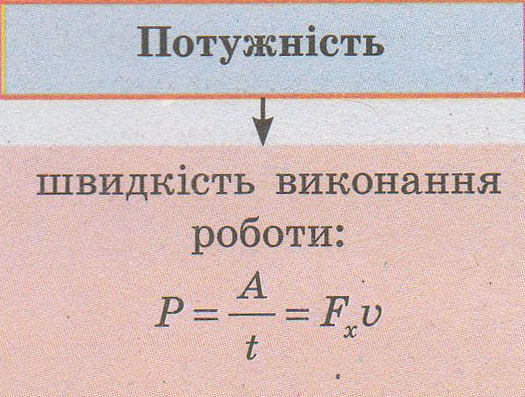 Потужність
швидкість виконання
роботи:
P = A/t = Fₓv